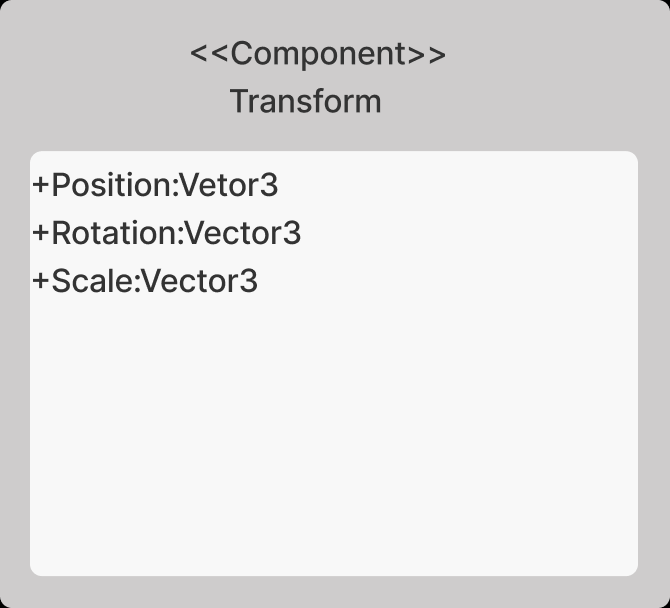 <<Component>>
Transform
+Position:Vetor3
+Rotation:Vector3
+Scale:Vector3